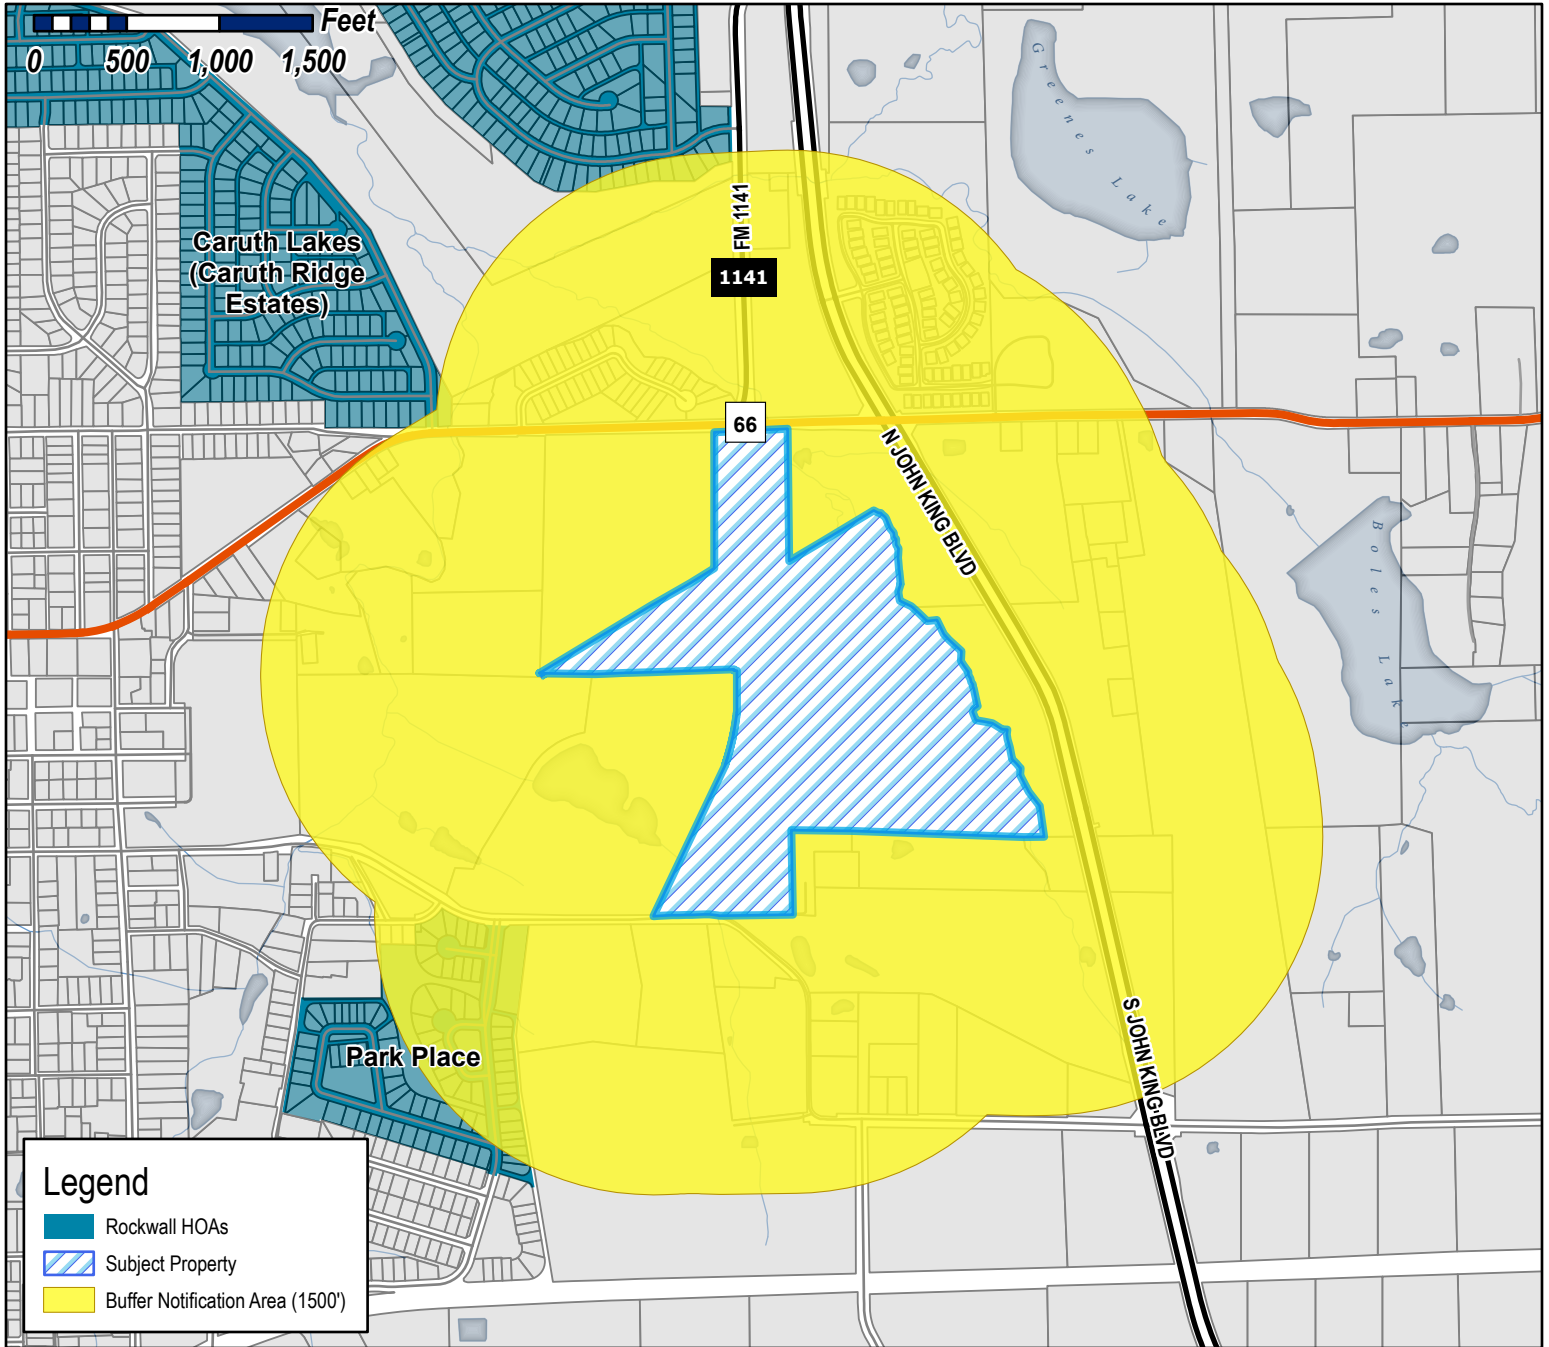 Feet
0 500 1,000 1,500
Greenes Lake
FM 1141
Caruth Lakes
(Caruth Ridge
Estates)
1141
66
N JOHN KING BLVD
Boles Lake
S JOHN KING BLVD
Park Place
Legend
Rockwall HOAs
Subject Property
Buffer Notification Area (1500')